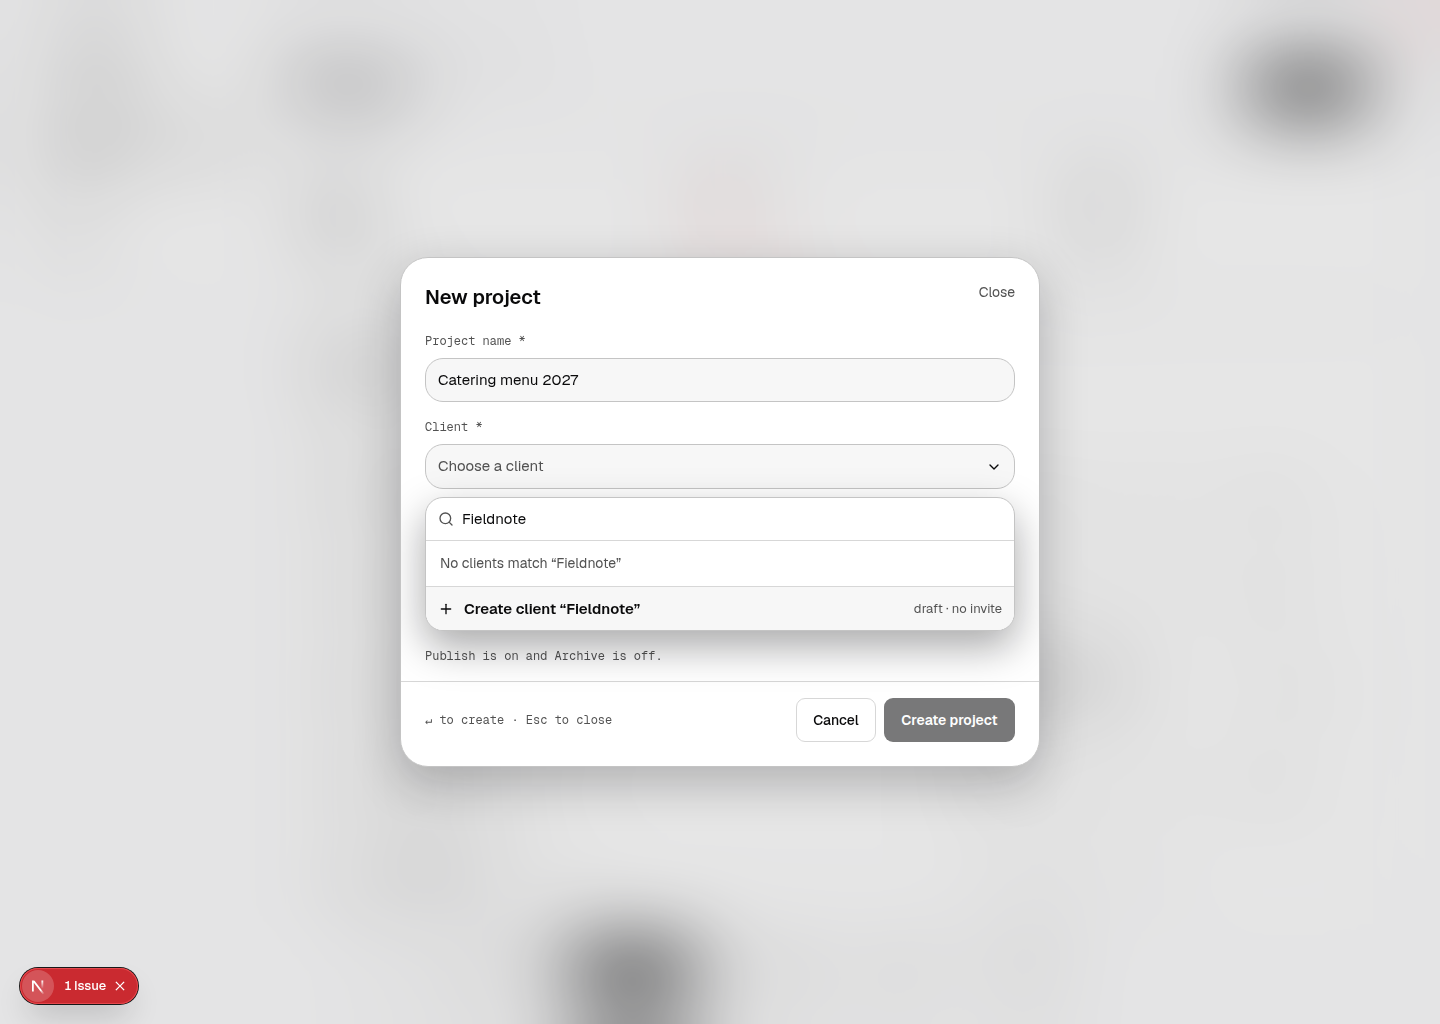 New project
Close
Project name *
Catering menu 2027
Client *
Choose a client
Fieldnote
No clients match “Fieldnote”
Create client “Fieldnote”
draft · no invite
Publish is on and Archive is off.
↵ to create · Esc to close
Cancel
Create project
N
1 Issue